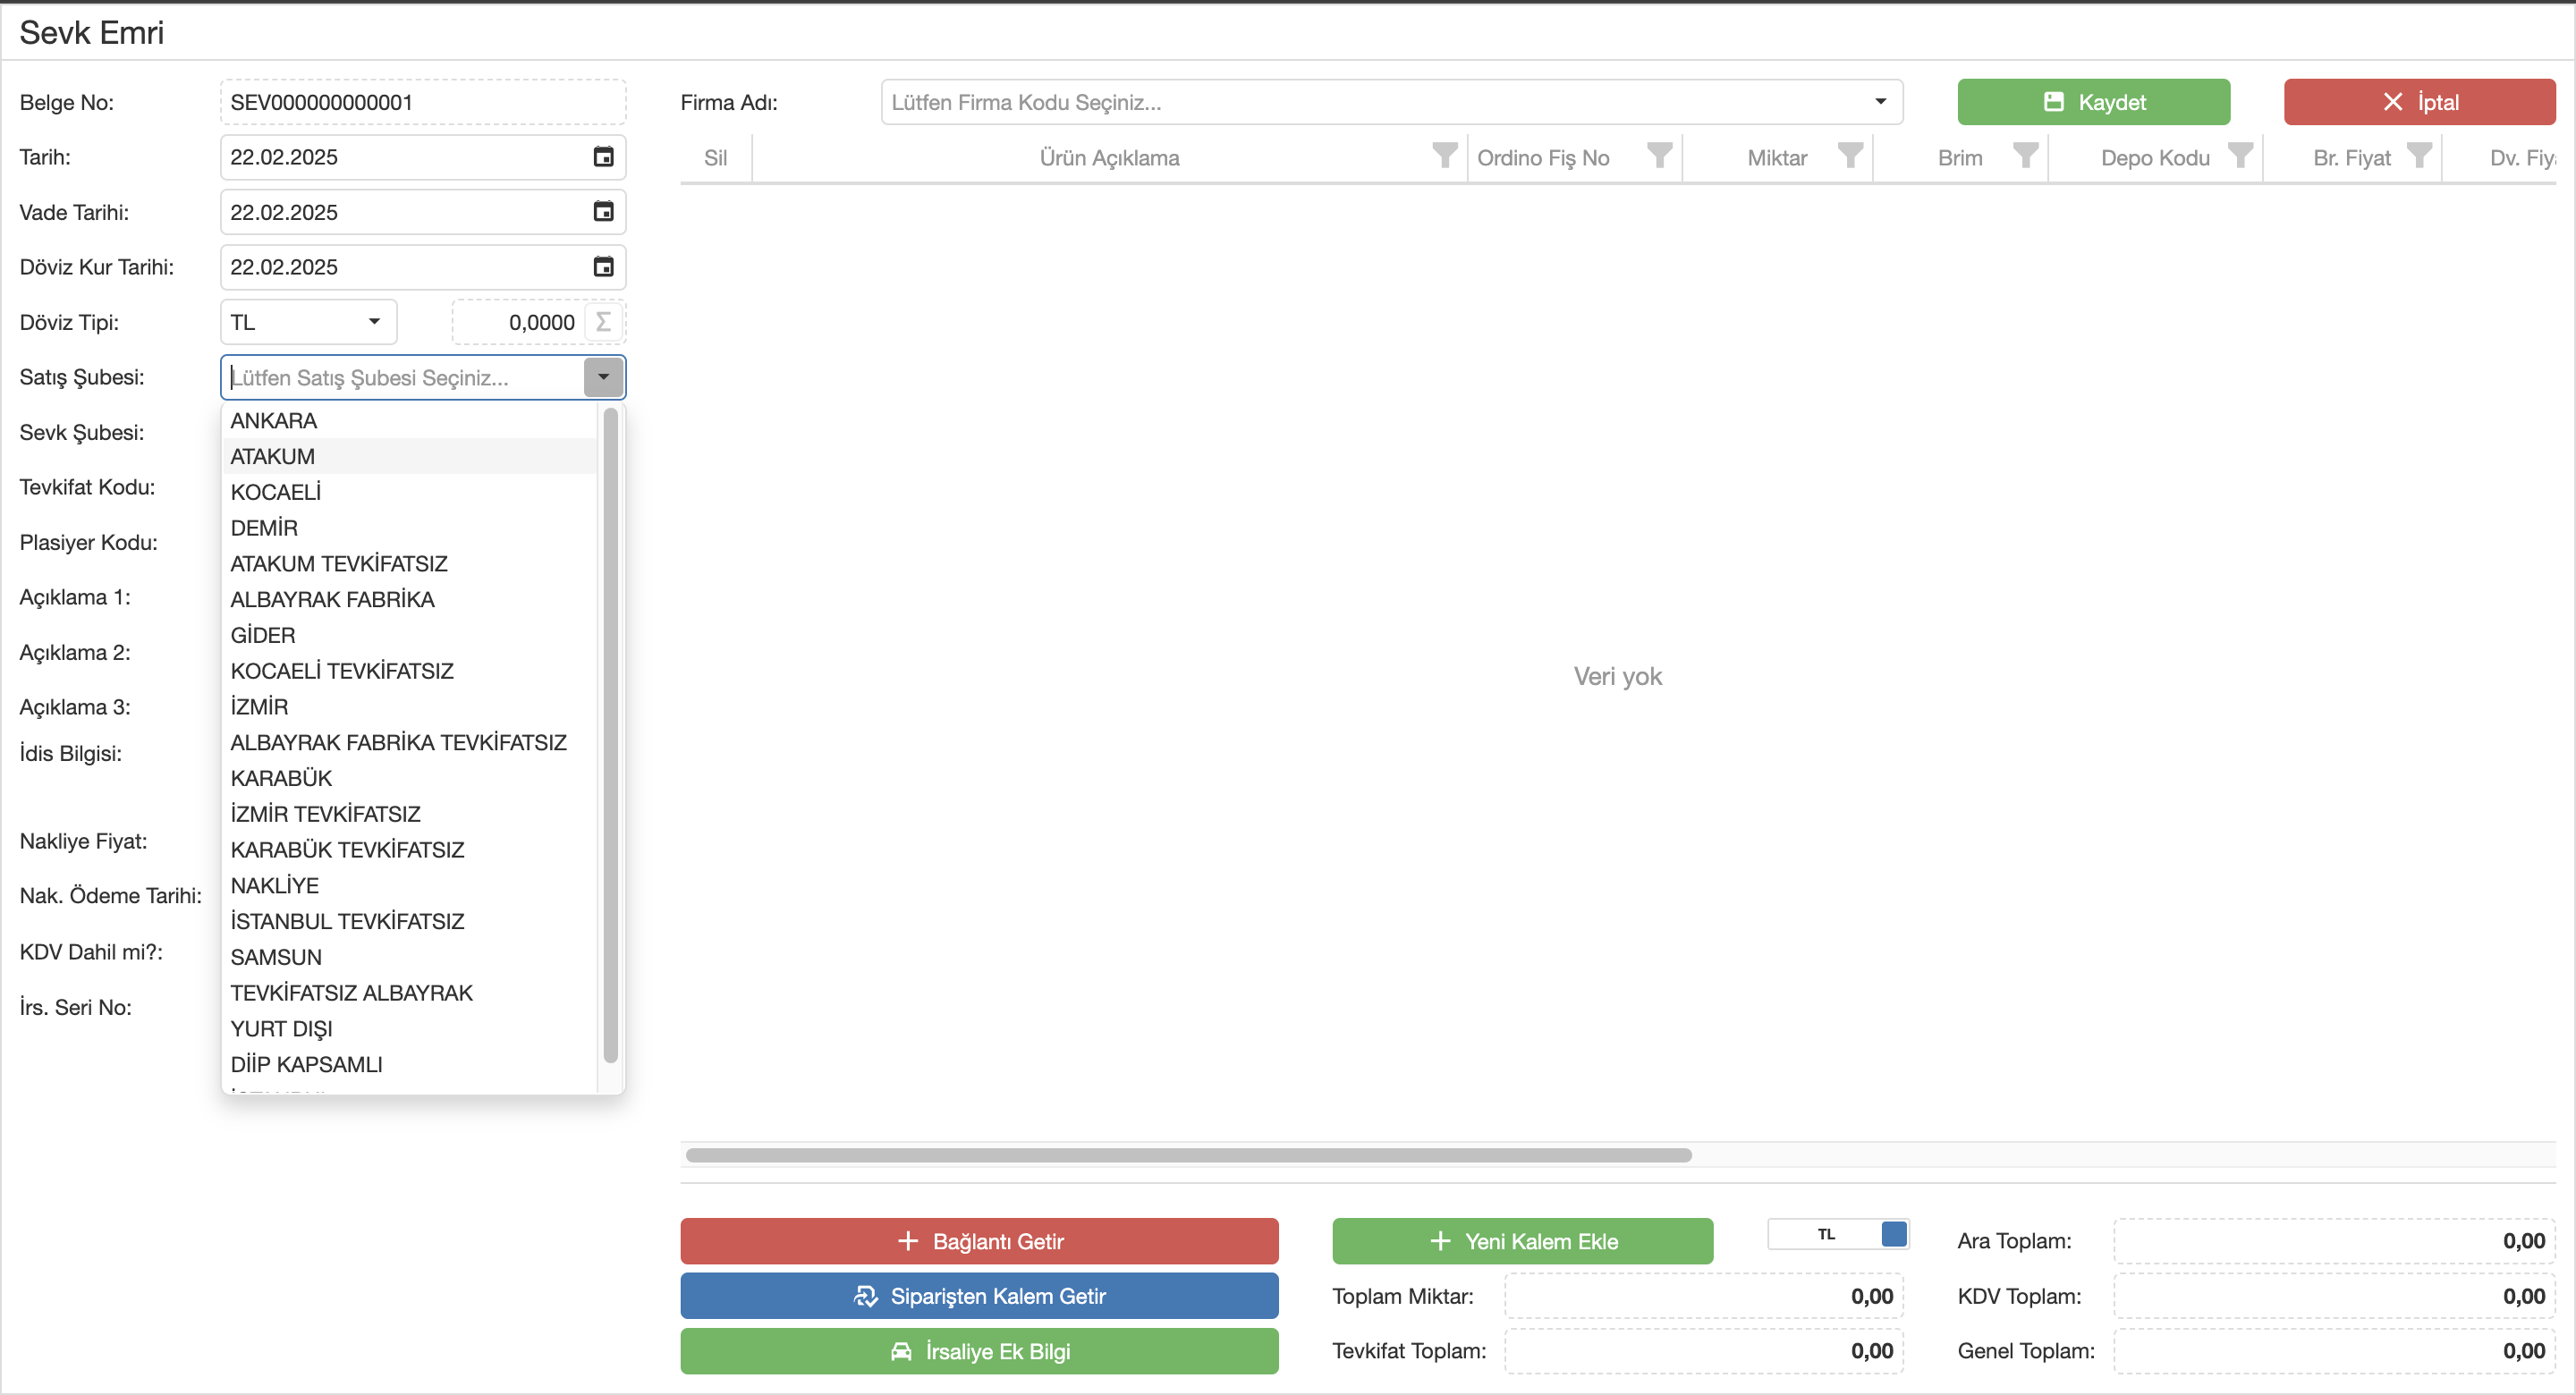 Sevk Emri
Belge No:
SEV000000000001
Firma Adı:
Lütfen Firma Kodu Seçiniz...
Kaydet
İptal
Tarih:
22.02.2025
Sil
Ürün Açıklama
Ordino Fiş No
Miktar
Brim
Depo Kodu
Br. Fiyat
Dv. Fiy
Vade Tarihi:
22.02.2025
Döviz Kur Tarihi:
22.02.2025
Döviz Tipi:
TL
0,0000
Σ
Satış Şubesi:
Lütfen Satış Şubesi Seçiniz...
Sevk Şubesi:
Tevkifat Kodu:
Plasiyer Kodu:
Açıklama 1:
Açıklama 2:
Açıklama 3:
İdis Bilgisi:
Nakliye Fiyat:
Nak. Ödeme Tarihi:
KDV Dahil mi?:
İrs. Seri No:
ANKARA
ATAKUM
KOCAELİ
DEMİR
ATAKUM TEVKİFATSIZ
ALBAYRAK FABRİKA
GİDER
KOCAELİ TEVKİFATSIZ
İZMİR
ALBAYRAK FABRİKA TEVKİFATSIZ
KARABÜK
İZMİR TEVKİFATSIZ
KARABÜK TEVKİFATSIZ
NAKLİYE
İSTANBUL TEVKİFATSIZ
SAMSUN
TEVKİFATSIZ ALBAYRAK
YURT DIŞI
DİİP KAPSAMLI
Veri yok
Bağlantı Getir
Yeni Kalem Ekle
TL
Ara Toplam:
0,00
Siparişten Kalem Getir
Toplam Miktar:
0,00
KDV Toplam:
0,00
İrsaliye Ek Bilgi
Tevkifat Toplam:
0,00
Genel Toplam:
0,00